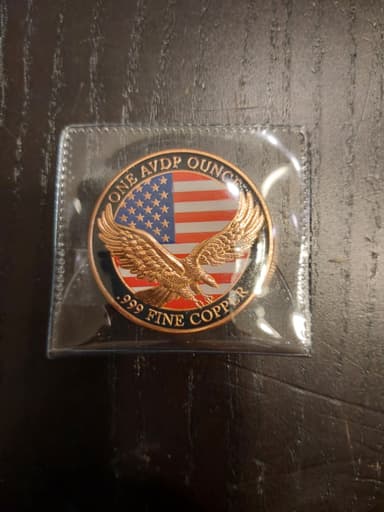 ONE AVDP OUNCE
.999 FINE COPPER